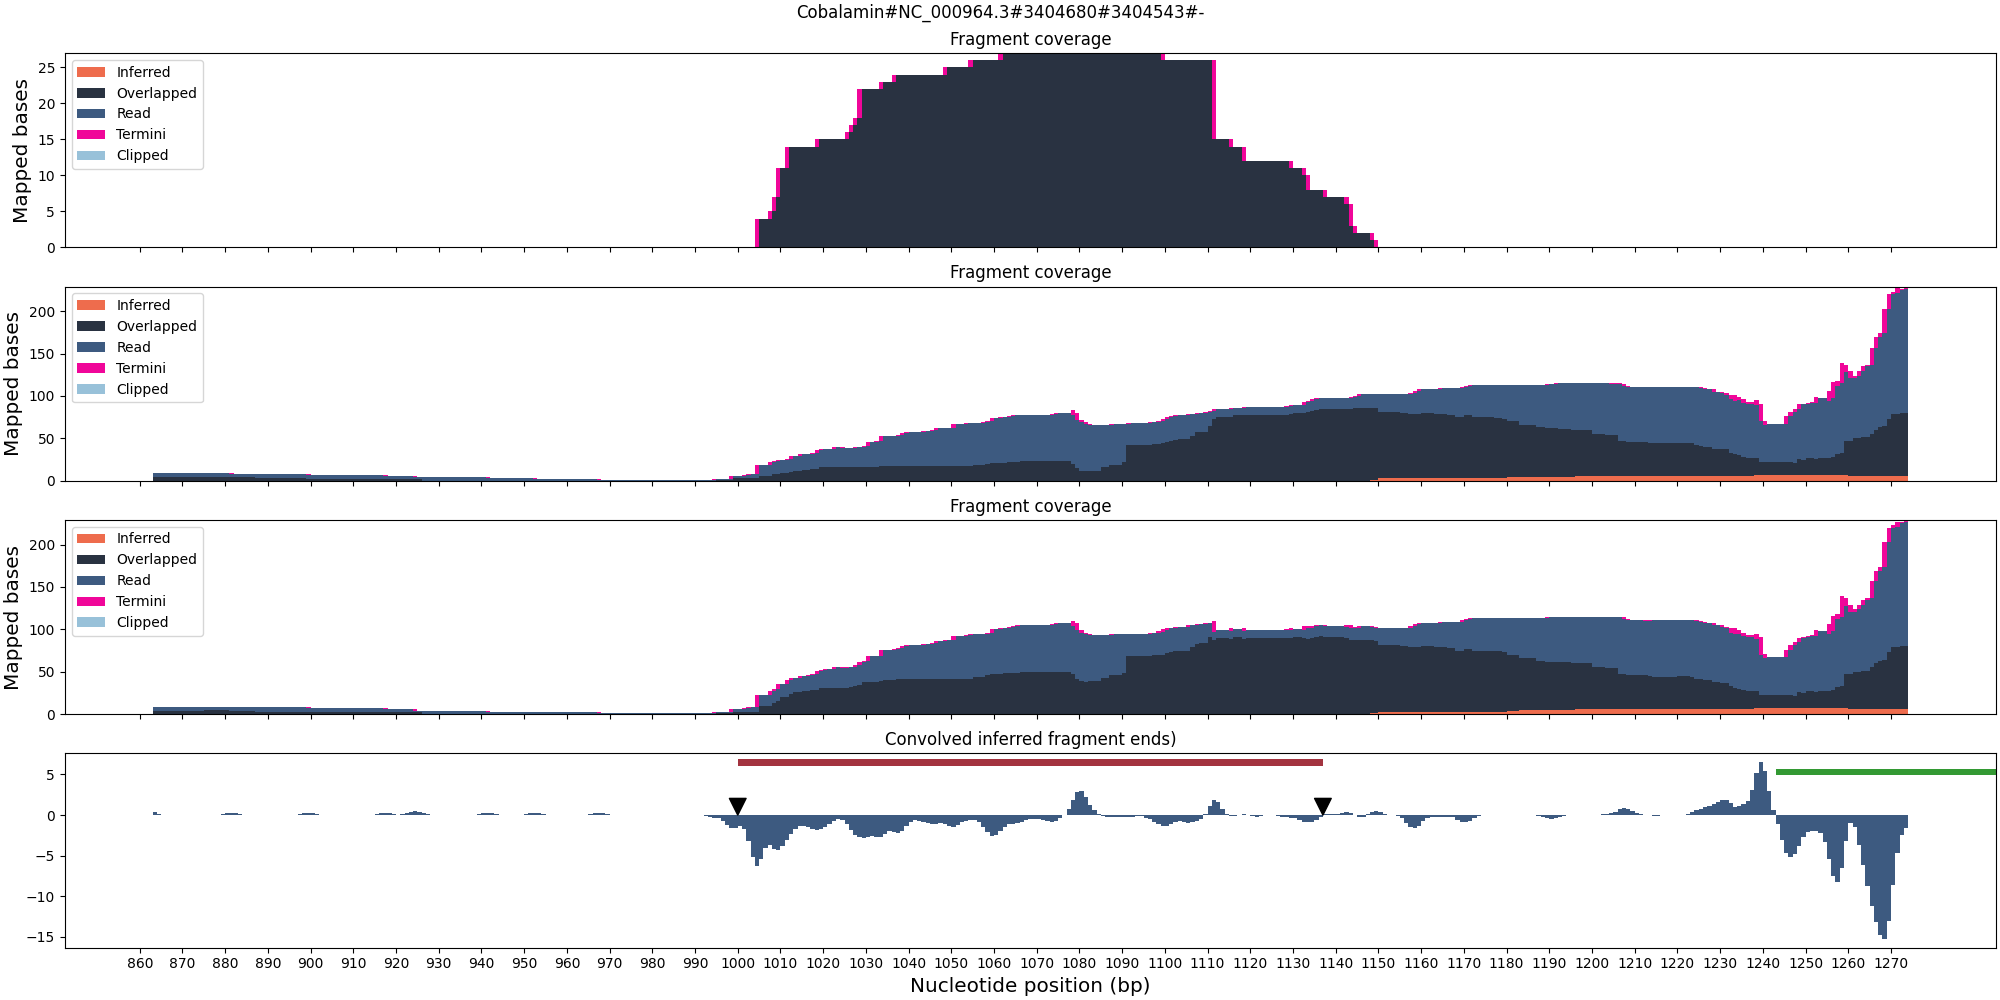 Cobalamin#NC_000964.3#3404680#3404543#-
Fragment coverage
Mapped bases
25
20
15
10
5
0
Inferred
Overlapped
Read
Termini
Clipped
Fragment coverage
Mapped bases
200
150
100
50
0
Inferred
Overlapped
Read
Termini
Clipped
Fragment coverage
Mapped bases
200
150
100
50
0
Inferred
Overlapped
Read
Termini
Clipped
Convolved inferred fragment ends)
5
0
−5
−10
−15
860 870 880 890 900 910 920 930 940 950 960 970 980 990 1000 1010 1020 1030 1040 1050 1060 1070 1080 1090 1100 1110 1120 1130 1140 1150 1160 1170 1180 1190 1200 1210 1220 1230 1240 1250 1260 1270
Nucleotide position (bp)